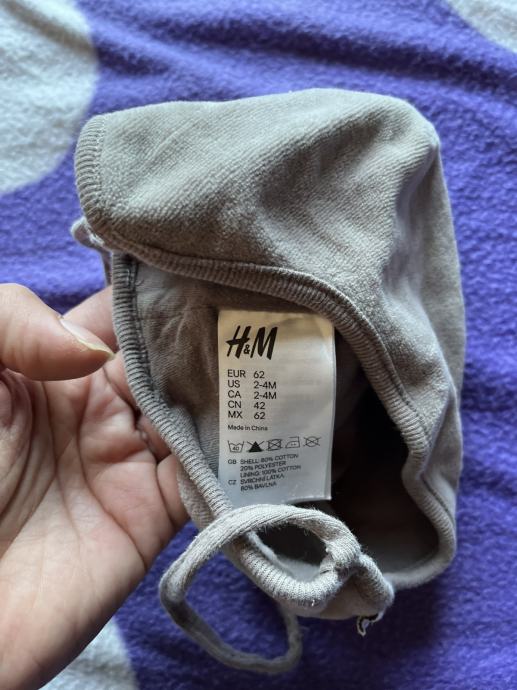 H&M
EUR 62
US 2-4M
CA 2-4M
CN 42
MX 62
Made in China
40
GB SHELL: 80% COTTON
20% POLYESTER
LINING: 100% COTTON
CZ SVRCHNÍ LÁTKA
80% BAVLNA